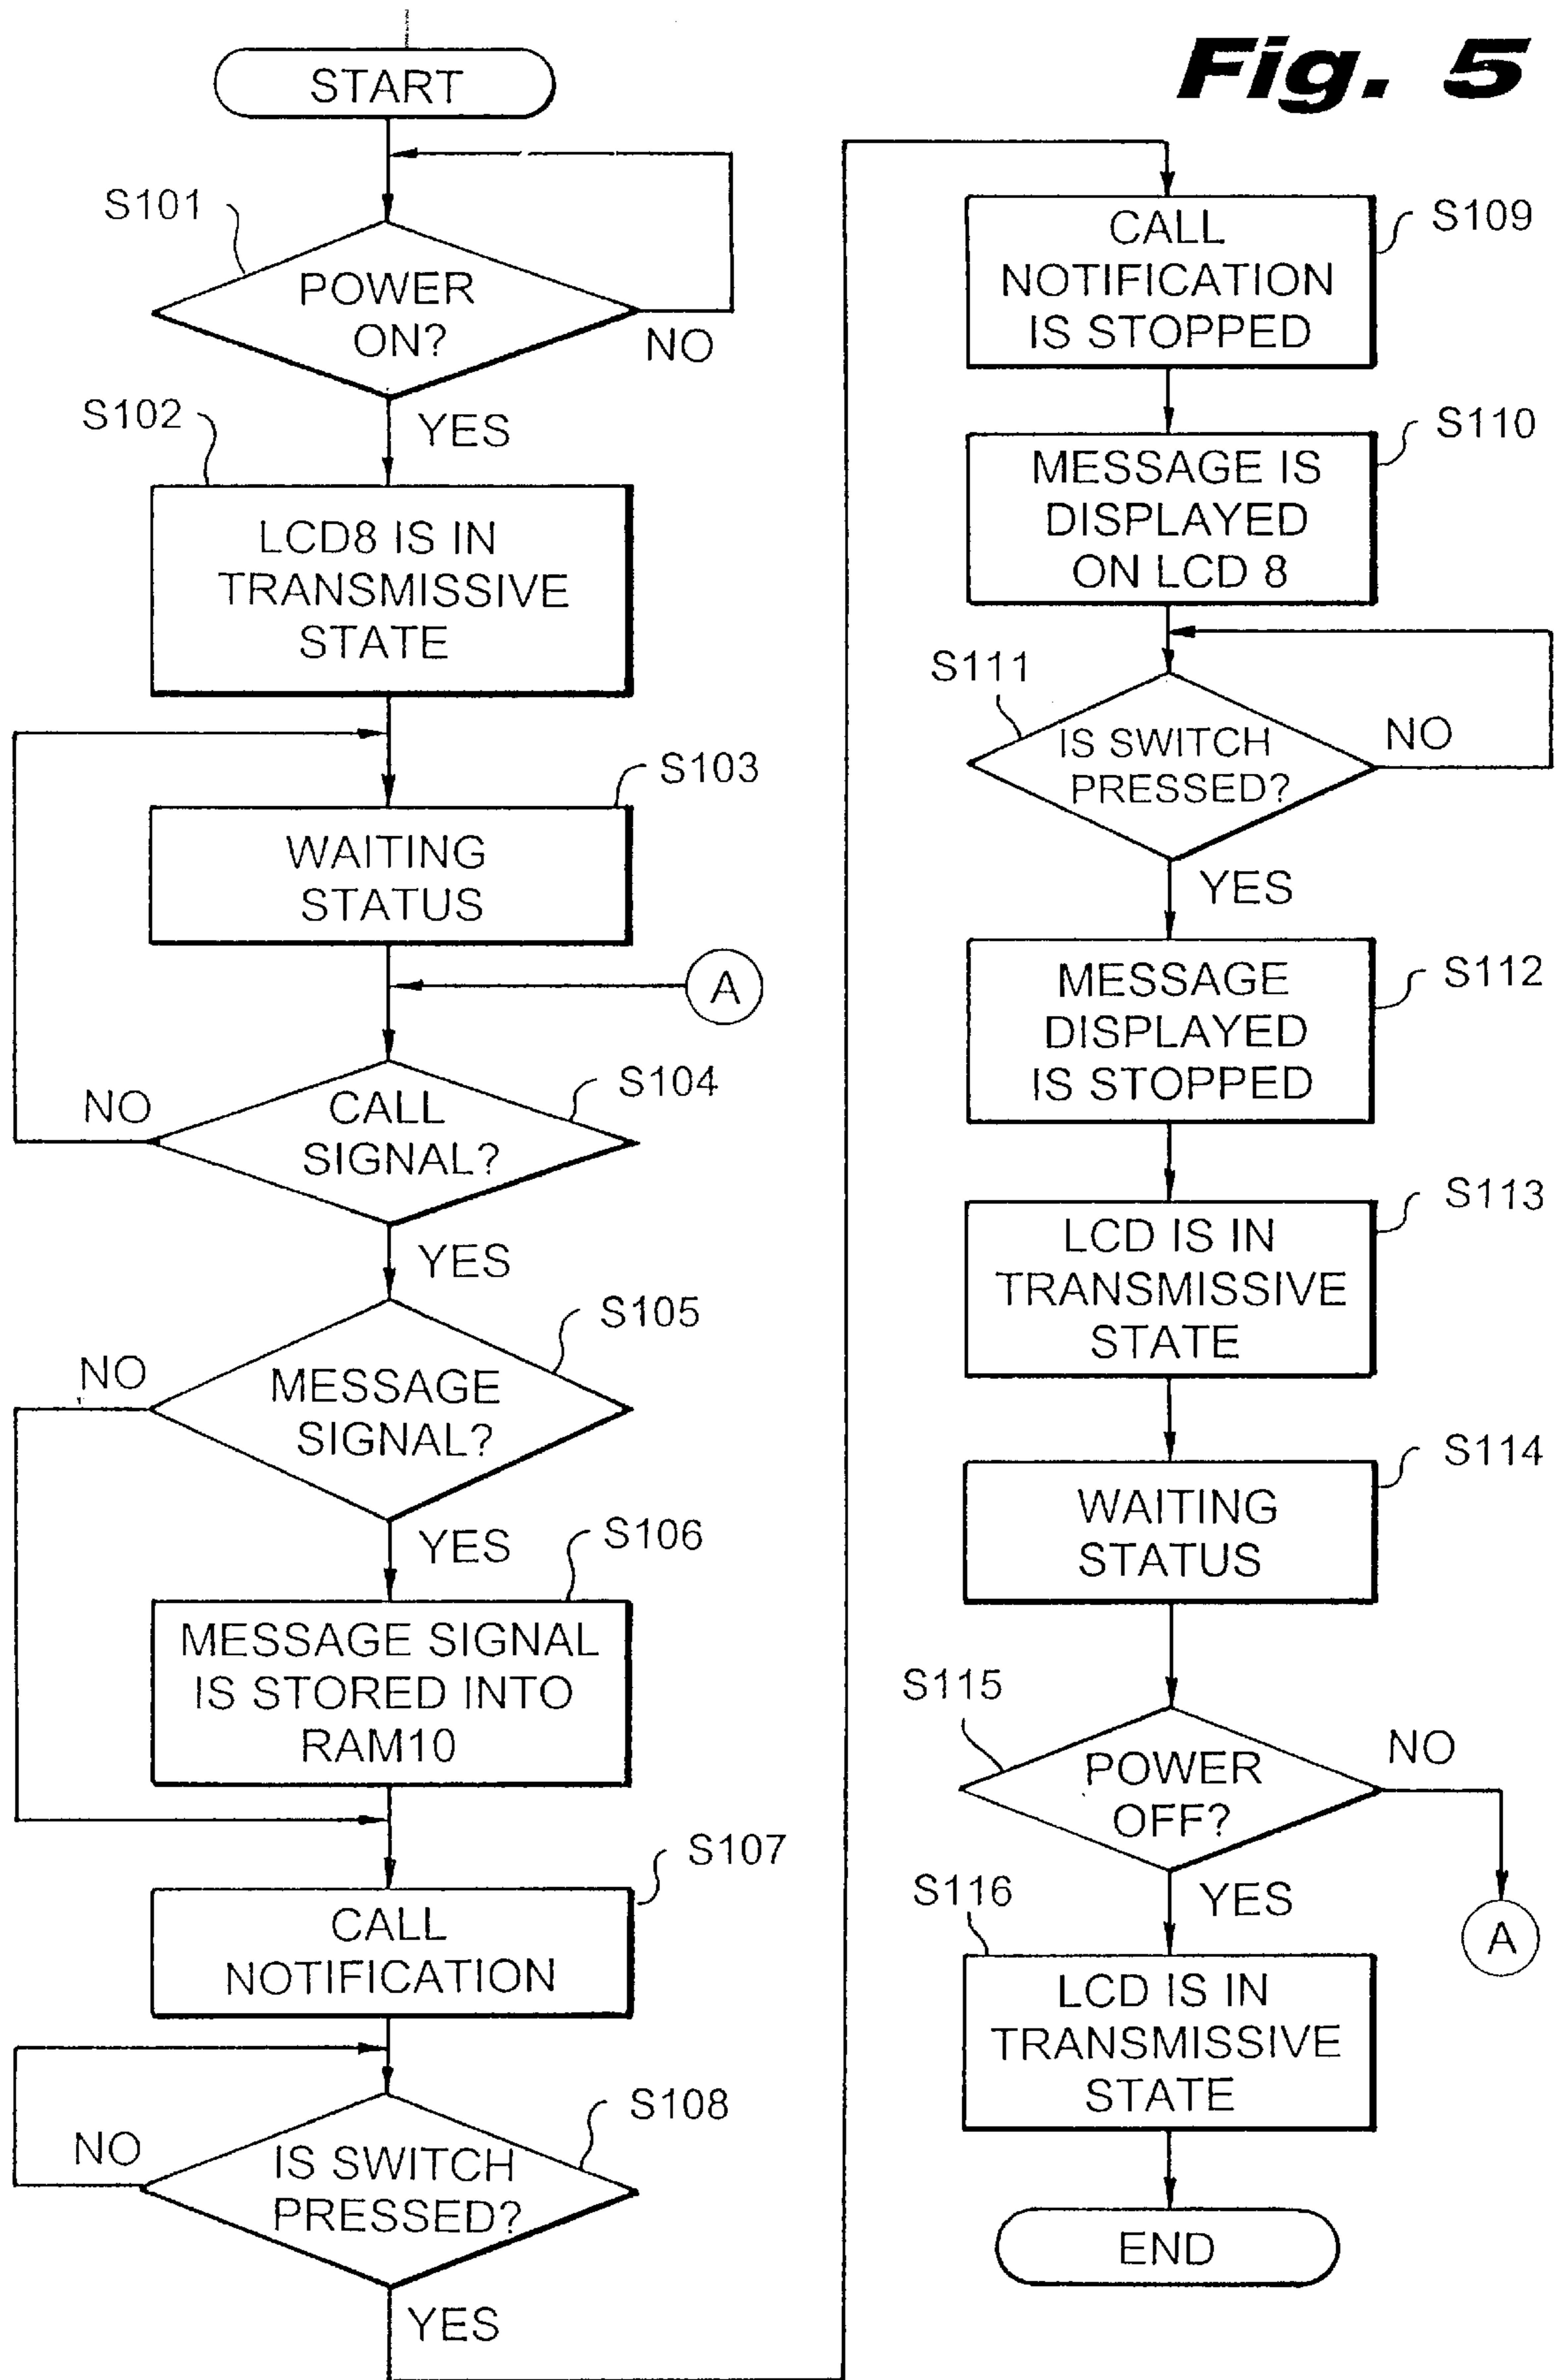 Fig. 5
START
S101
POWER
ON?
NO
YES
S102
LCD8 IS IN
TRANSMISSIVE
STATE
S103
WAITING
STATUS
A
S104
CALL
SIGNAL?
NO
YES
S105
MESSAGE
SIGNAL?
NO
YES
S106
MESSAGE SIGNAL
IS STORED INTO
RAM10
S107
CALL
NOTIFICATION
S108
IS SWITCH
PRESSED?
NO
YES
S109
CALL
NOTIFICATION
IS STOPPED
S110
MESSAGE IS
DISPLAYED
ON LCD 8
S111
IS SWITCH
PRESSED?
NO
YES
S112
MESSAGE
DISPLAYED
IS STOPPED
S113
LCD IS IN
TRANSMISSIVE
STATE
S114
WAITING
STATUS
S115
POWER
OFF?
NO
A
YES
S116
LCD IS IN
TRANSMISSIVE
STATE
END